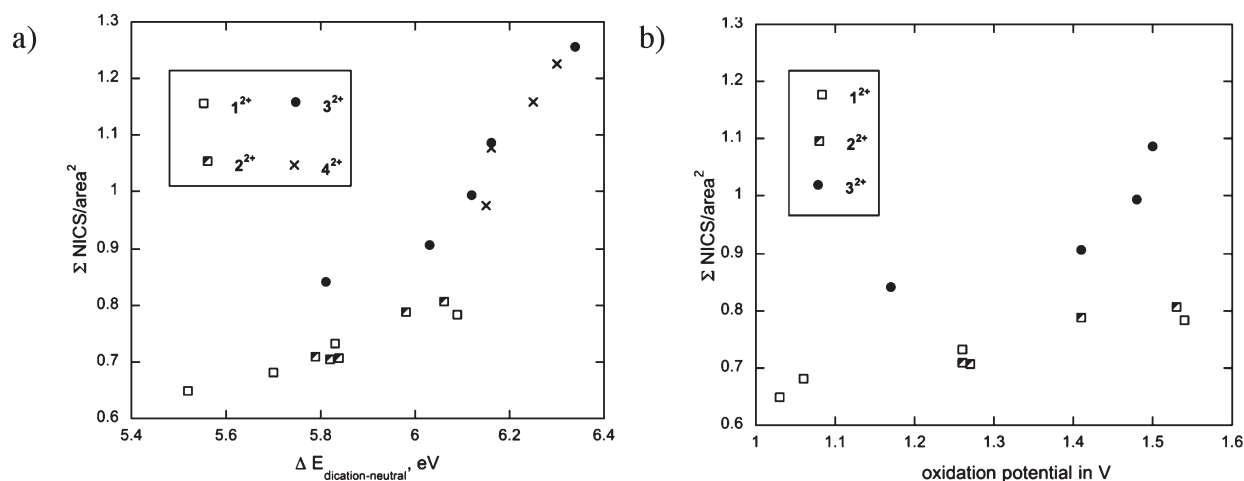 a)
1.3
1.2
1.1
1
0.9
0.8
0.7
0.6
Σ NICS/area²
1²⁺ 3²⁺
2²⁺ 4²⁺
5.4 5.6 5.8 6 6.2 6.4
Δ E dication-neutral, eV
b)
1.3
1.2
1.1
1
0.9
0.8
0.7
0.6
Σ NICS/area²
1²⁺
2²⁺
3²⁺
1 1.1 1.2 1.3 1.4 1.5 1.6
oxidation potential in V